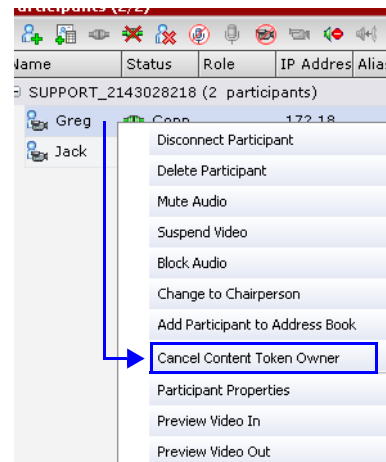 Participants (2/2)
Name Status Role IP Addres Alias
SUPPORT_2143028218 (2 participants)
Greg Conn 172.18
Jack
Disconnect Participant
Delete Participant
Mute Audio
Suspend Video
Block Audio
Change to Chairperson
Add Participant to Address Book
Cancel Content Token Owner
Participant Properties
Preview Video In
Preview Video Out